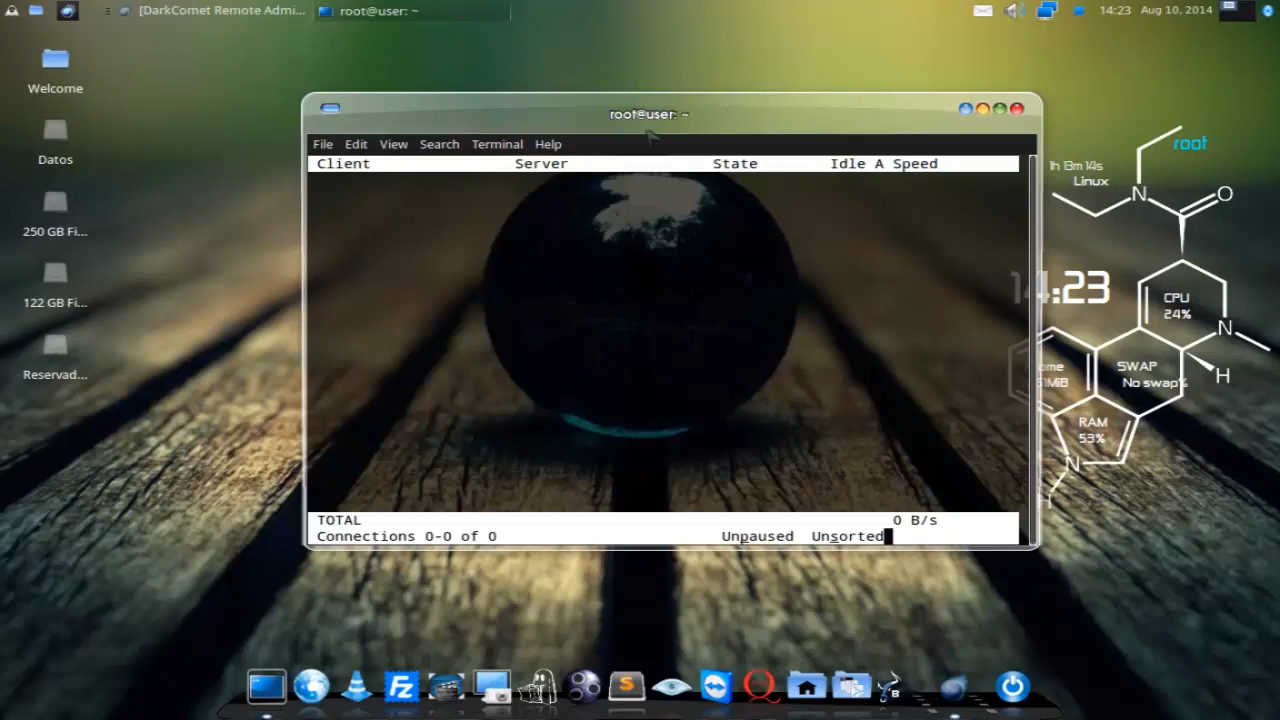 [DarkComet Remote Admi...
root@user: ~
14:23
Aug 10, 2014
Welcome
Datos
250 GB Fi...
122 GB Fi...
Reservad...
root@user: ~
File Edit View Search Terminal Help
Client Server State Idle A Speed
TOTAL 0 B/s
Connections 0-0 of 0 Unpaused Unsorted
root
1h 13m 14s
Linux
N
O
14:23
CPU
24%
N
SWAP
No swap%
H
RAM
53%
N
H
Fz
S